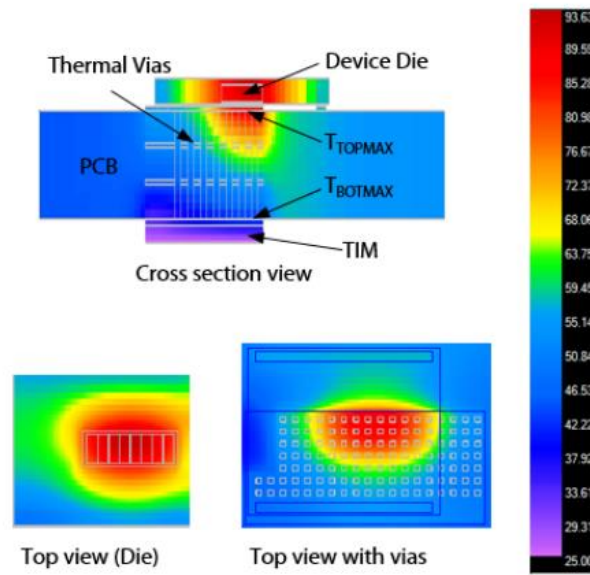 Thermal Vias
Device Die
PCB
TTOPMAX
TBOTMAX
TIM
Cross section view
Top view (Die)
Top view with vias
93.63
89.55
85.28
80.98
76.67
72.37
68.06
63.75
59.45
55.14
50.84
46.53
42.22
37.92
33.61
29.31
25.00